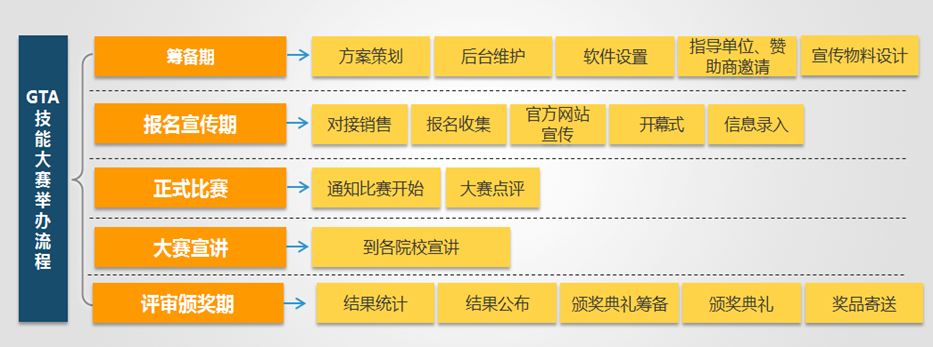 GTA
技能大赛举办流程
筹备期
方案策划
后台维护
软件设置
指导单位、赞
助商邀请
宣传物料设计
报名宣传期
对接销售
报名收集
官方网站
宣传
开幕式
信息录入
正式比赛
通知比赛开始
大赛点评
大赛宣讲
到各院校宣讲
评审颁奖期
结果统计
结果公布
颁奖典礼筹备
颁奖典礼
奖品寄送